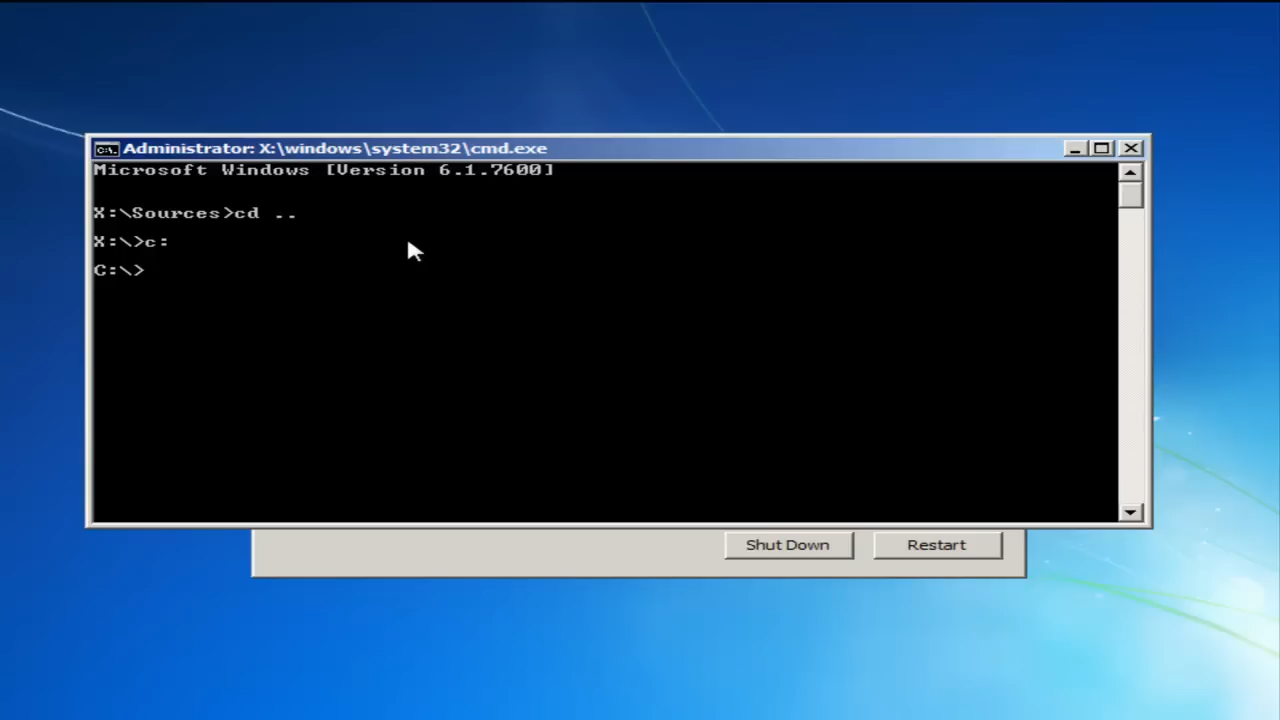 Administrator: X:\windows\system32\cmd.exe
Microsoft Windows [Version 6.1.7600]
X:\Sources>cd ..
X:\>c:
C:\>
Shut Down
Restart